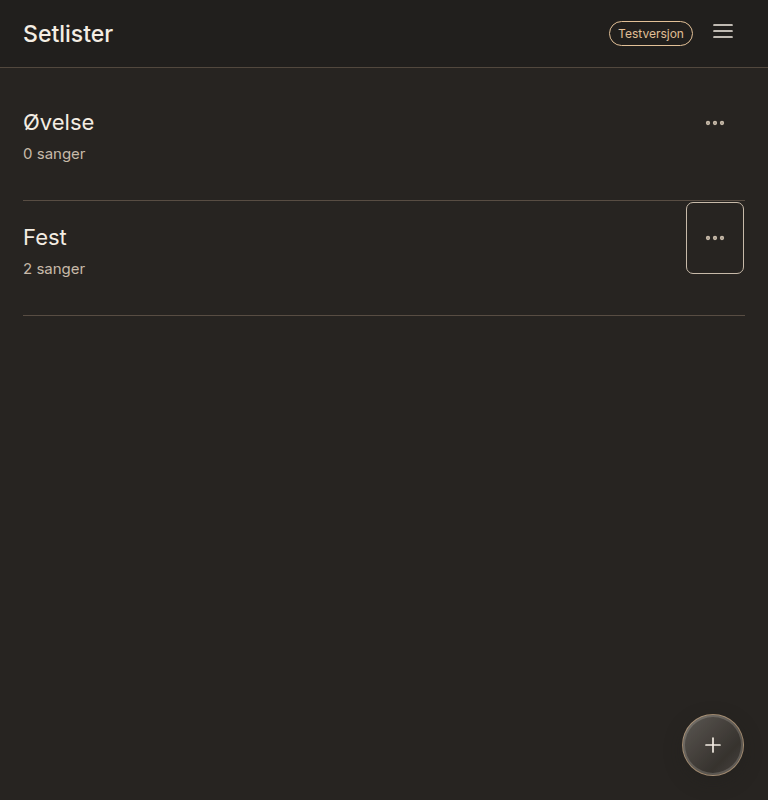 Setlister
Testversjon
Øvelse
0 sanger
Fest
2 sanger